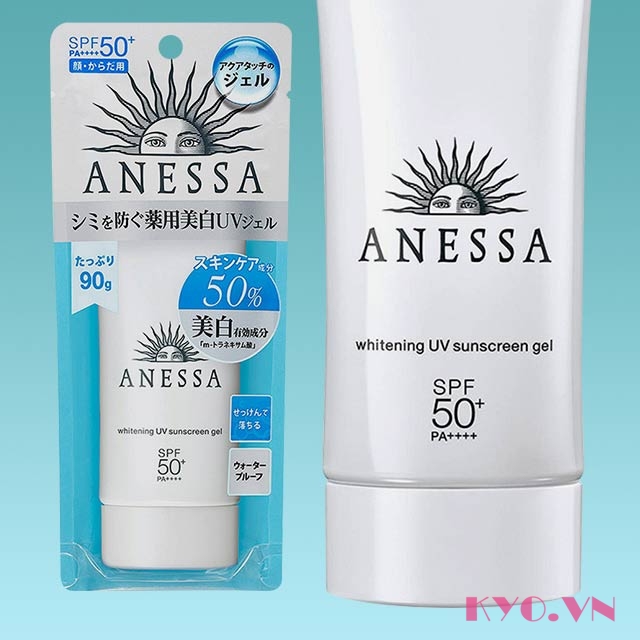 SPF50+
PA++++
顔・からだ用
アクアタッチの
ジェル
ANESSA
シミを防ぐ薬用美白UVジェル
たっぷり
90g
スキンケア成分
50%
美白有効成分
「m-トラネキサム酸」
ANESSA
whitening UV sunscreen gel
SPF
50+
PA++++
せっけんで
落ちる
ウォーター
プルーフ
ANESSA
whitening UV sunscreen gel
SPF
50+
PA++++
KYO.VN